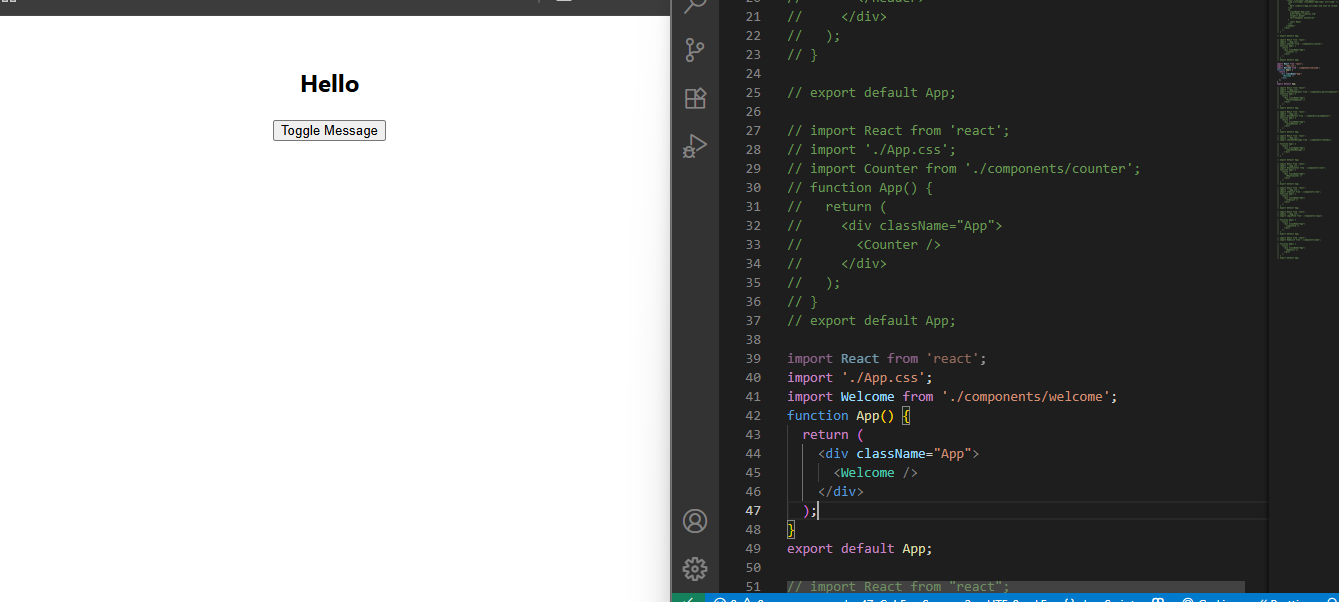 Hello
Toggle Message
21 //     </div>
22 //   );
23 // }
24
25 // export default App;
26
27 // import React from 'react';
28 // import './App.css';
29 // import Counter from './components/counter';
30 // function App() {
31 //   return (
32 //     <div className="App">
33 //       <Counter />
34 //     </div>
35 //   );
36 // }
37 // export default App;
38
39 import React from 'react';
40 import './App.css';
41 import Welcome from './components/welcome';
42 function App() {
43   return (
44     <div className="App">
45       <Welcome />
46     </div>
47   );
48 }
49 export default App;
50
51 // import React from "react";